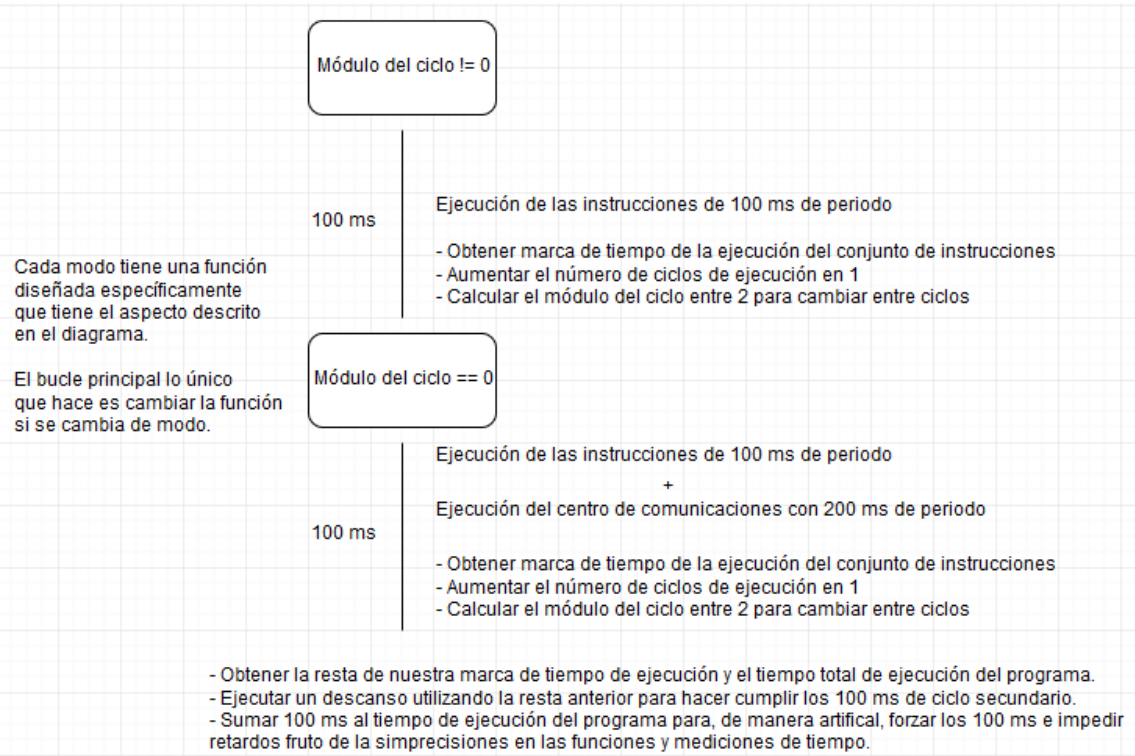 Módulo del ciclo != 0
100 ms
Ejecución de las instrucciones de 100 ms de periodo
- Obtener marca de tiempo de la ejecución del conjunto de instrucciones
- Aumentar el número de ciclos de ejecución en 1
- Calcular el módulo del ciclo entre 2 para cambiar entre ciclos
Cada modo tiene una función
diseñada específicamente
que tiene el aspecto descrito
en el diagrama.
El bucle principal lo único
que hace es cambiar la función
si se cambia de modo.
Módulo del ciclo == 0
100 ms
Ejecución de las instrucciones de 100 ms de periodo
+
Ejecución del centro de comunicaciones con 200 ms de periodo
- Obtener marca de tiempo de la ejecución del conjunto de instrucciones
- Aumentar el número de ciclos de ejecución en 1
- Calcular el módulo del ciclo entre 2 para cambiar entre ciclos
- Obtener la resta de nuestra marca de tiempo de ejecución y el tiempo total de ejecución del programa.
- Ejecutar un descanso utilizando la resta anterior para hacer cumplir los 100 ms de ciclo secundario.
- Sumar 100 ms al tiempo de ejecución del programa para, de manera artifical, forzar los 100 ms e impedir
retardos fruto de la simprecisiones en las funciones y mediciones de tiempo.